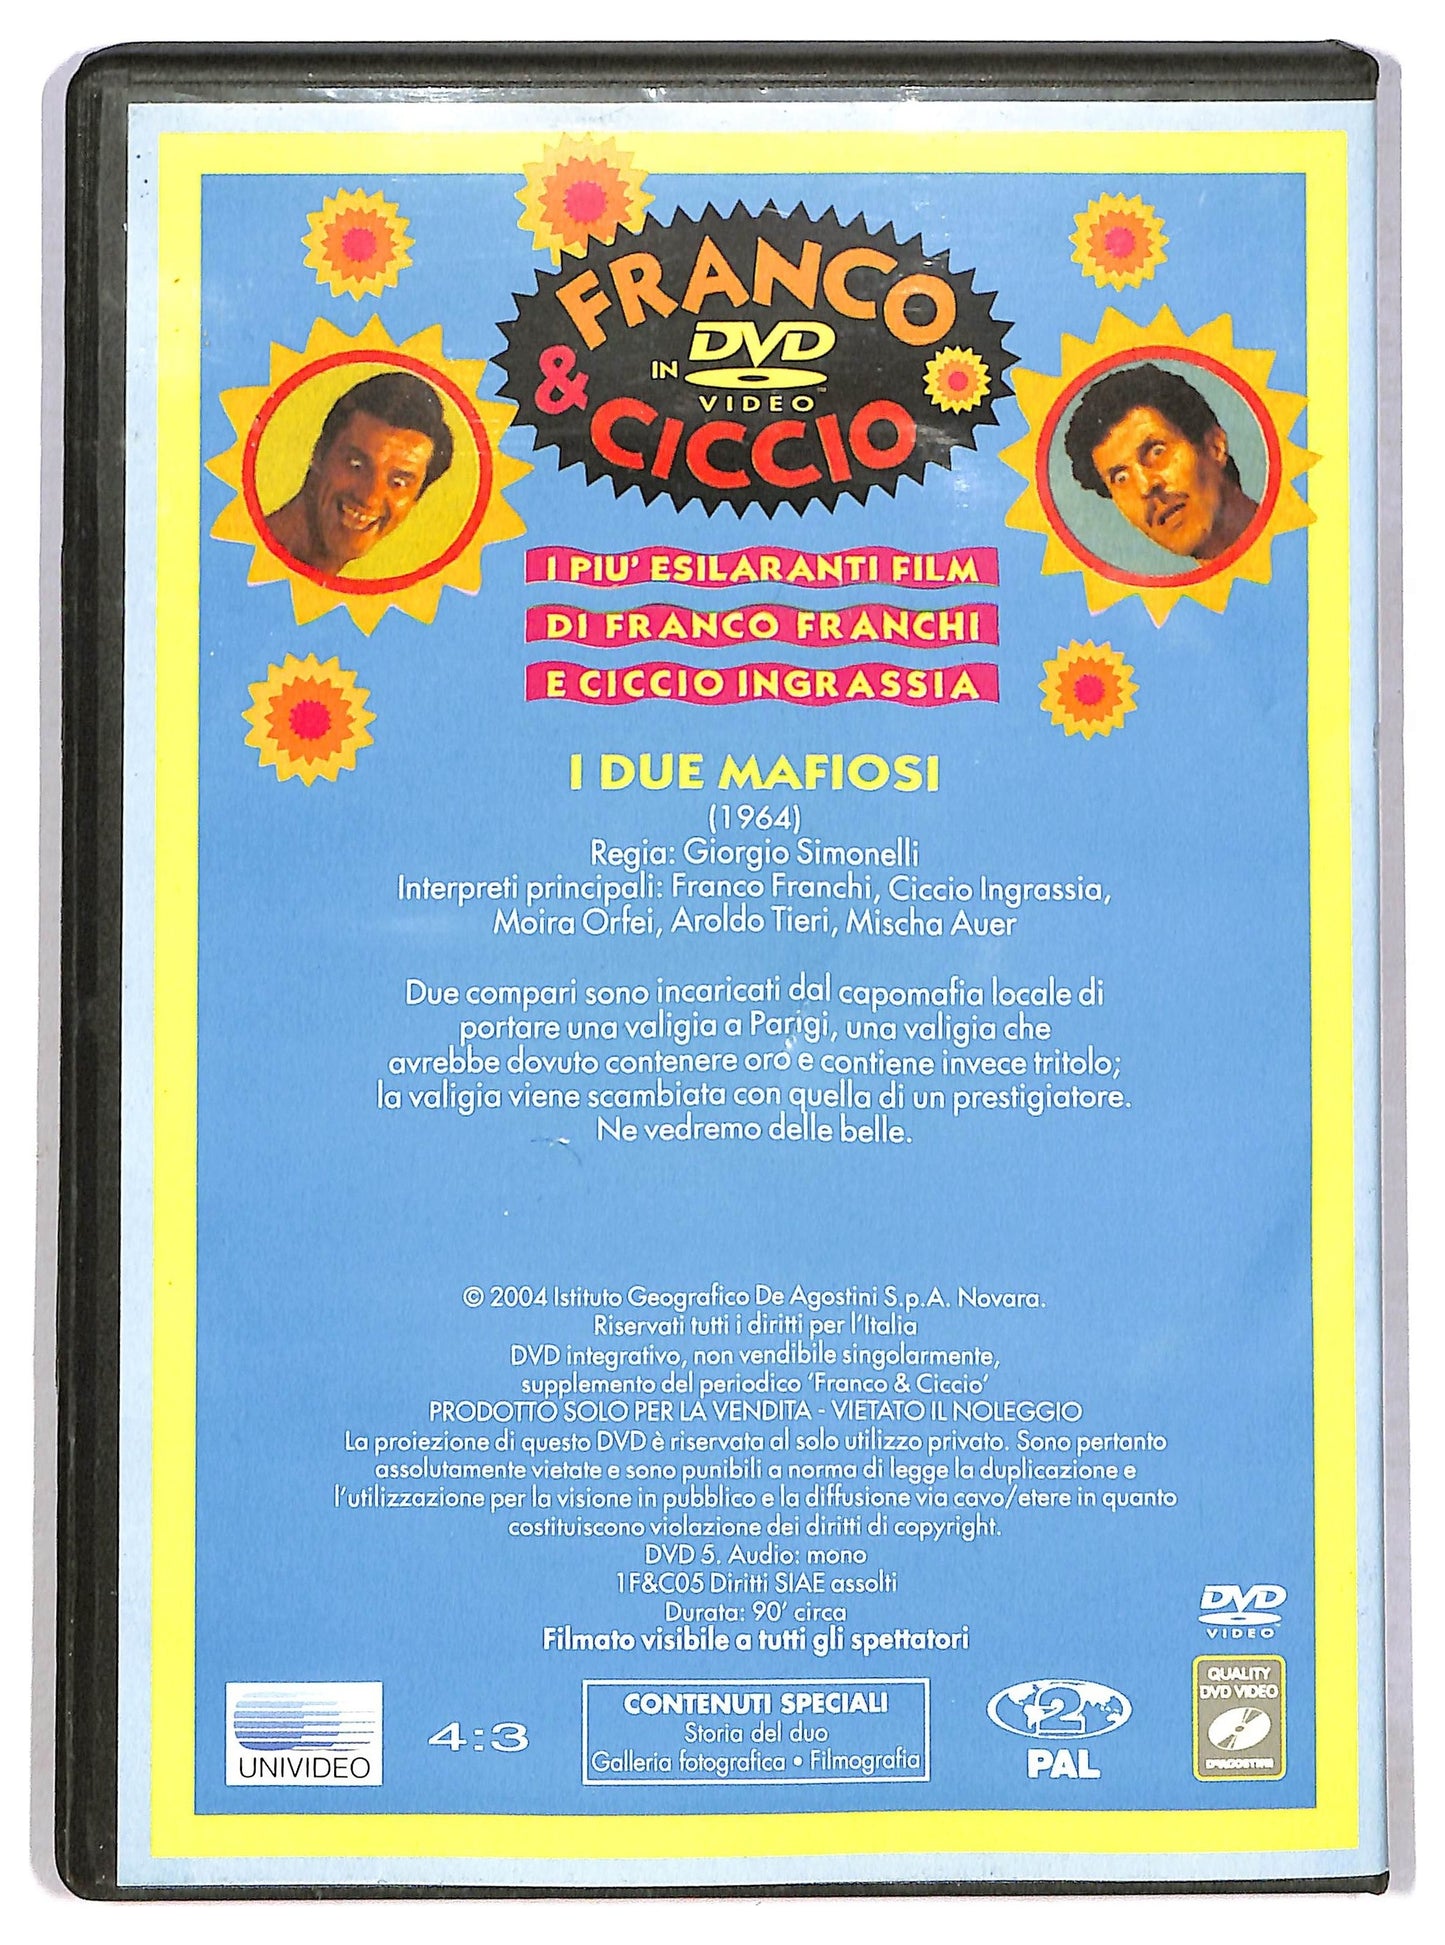 FRANCO
&
IN DVD
VIDEO™
CICCIO
I PIU' ESILARANTI FILM
DI FRANCO FRANCHI
E CICCIO INGRASSIA
I DUE MAFIOSI
(1964)
Regia: Giorgio Simonelli
Interpreti principali: Franco Franchi, Ciccio Ingrassia,
Moira Orfei, Aroldo Tieri, Mischa Auer
Due compari sono incaricati dal capomafia locale di
portare una valigia a Parigi, una valigia che
avrebbe dovuto contenere oro e contiene invece tritolo;
la valigia viene scambiata con quella di un prestigiatore.
Ne vedremo delle belle.
© 2004 Istituto Geografico De Agostini S.p.A. Novara.
Riservati tutti i diritti per l'Italia
DVD integrativo, non vendibile singolarmente,
supplemento del periodico 'Franco & Ciccio'
PRODOTTO SOLO PER LA VENDITA - VIETATO IL NOLEGGIO
La proiezione di questo DVD è riservata al solo utilizzo privato. Sono pertanto
assolutamente vietate e sono punibili a norma di legge la duplicazione e
l'utilizzazione per la visione in pubblico e la diffusione via cavo/etere in quanto
costituiscono violazione dei diritti di copyright.
DVD 5. Audio: mono
1F&C05 Diritti SIAE assolti
Durata: 90' circa
Filmato visibile a tutti gli spettatori
DVD
VIDEO
UNIVIDEO
4:3
CONTENUTI SPECIALI
Storia del duo
Galleria fotografica • Filmografia
2
PAL
QUALITY
DVD VIDEO
DEAGOSTINI